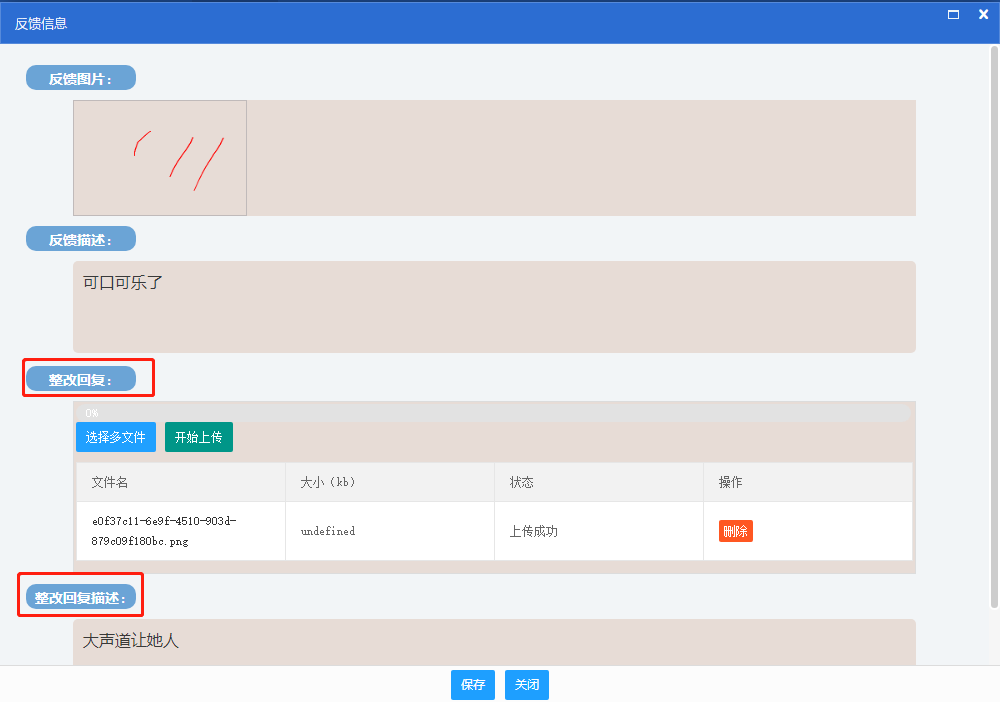 反馈信息
反馈图片：
反馈描述：
可口可乐了
整改回复：
0%
选择多文件 开始上传
文件名 大小（kb） 状态 操作
e0f37c11-6e9f-4510-903d-
879c09f180bc.png undefined 上传成功 删除
整改回复描述：
大声道让她人
保存 关闭